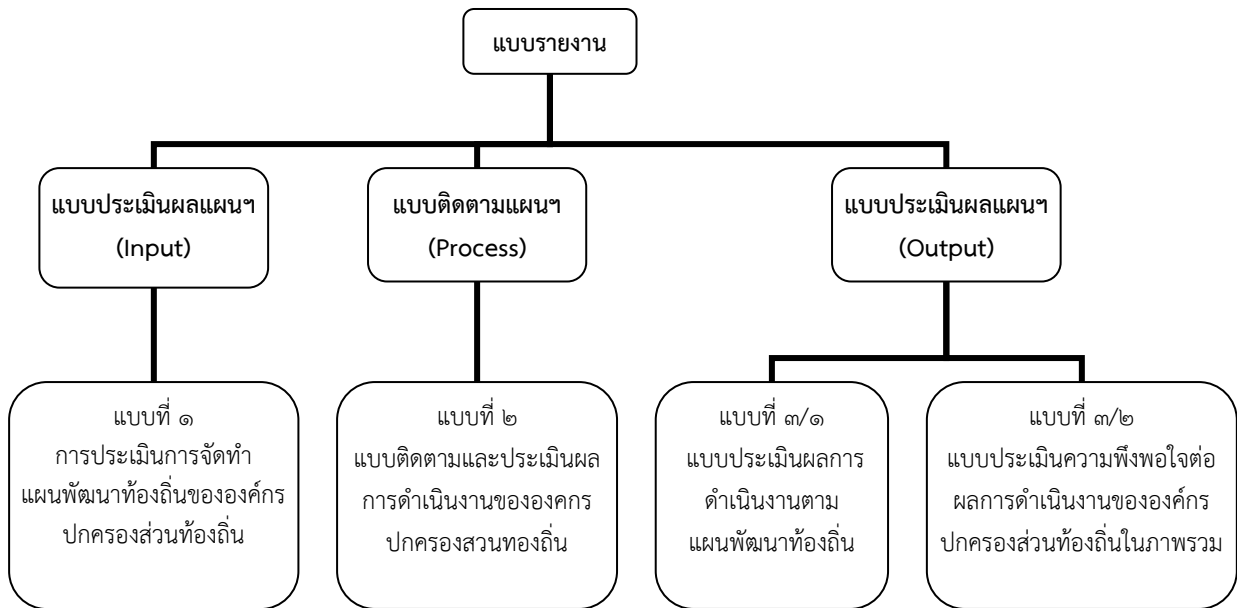 แบบรายงาน
แบบประเมินผลแผนฯ
(Input)
แบบติดตามแผนฯ
(Process)
แบบประเมินผลแผนฯ
(Output)
แบบที่ ๑
การประเมินการจัดทำ
แผนพัฒนาท้องถิ่นขององค์กร
ปกครองส่วนท้องถิ่น
แบบที่ ๒
แบบติดตามและประเมินผล
การดำเนินงานขององคกร
ปกครองสวนทองถิ่น
แบบที่ ๓/๑
แบบประเมินผลการ
ดำเนินงานตาม
แผนพัฒนาท้องถิ่น
แบบที่ ๓/๒
แบบประเมินความพึงพอใจต่อ
ผลการดำเนินงานขององค์กร
ปกครองส่วนท้องถิ่นในภาพรวม